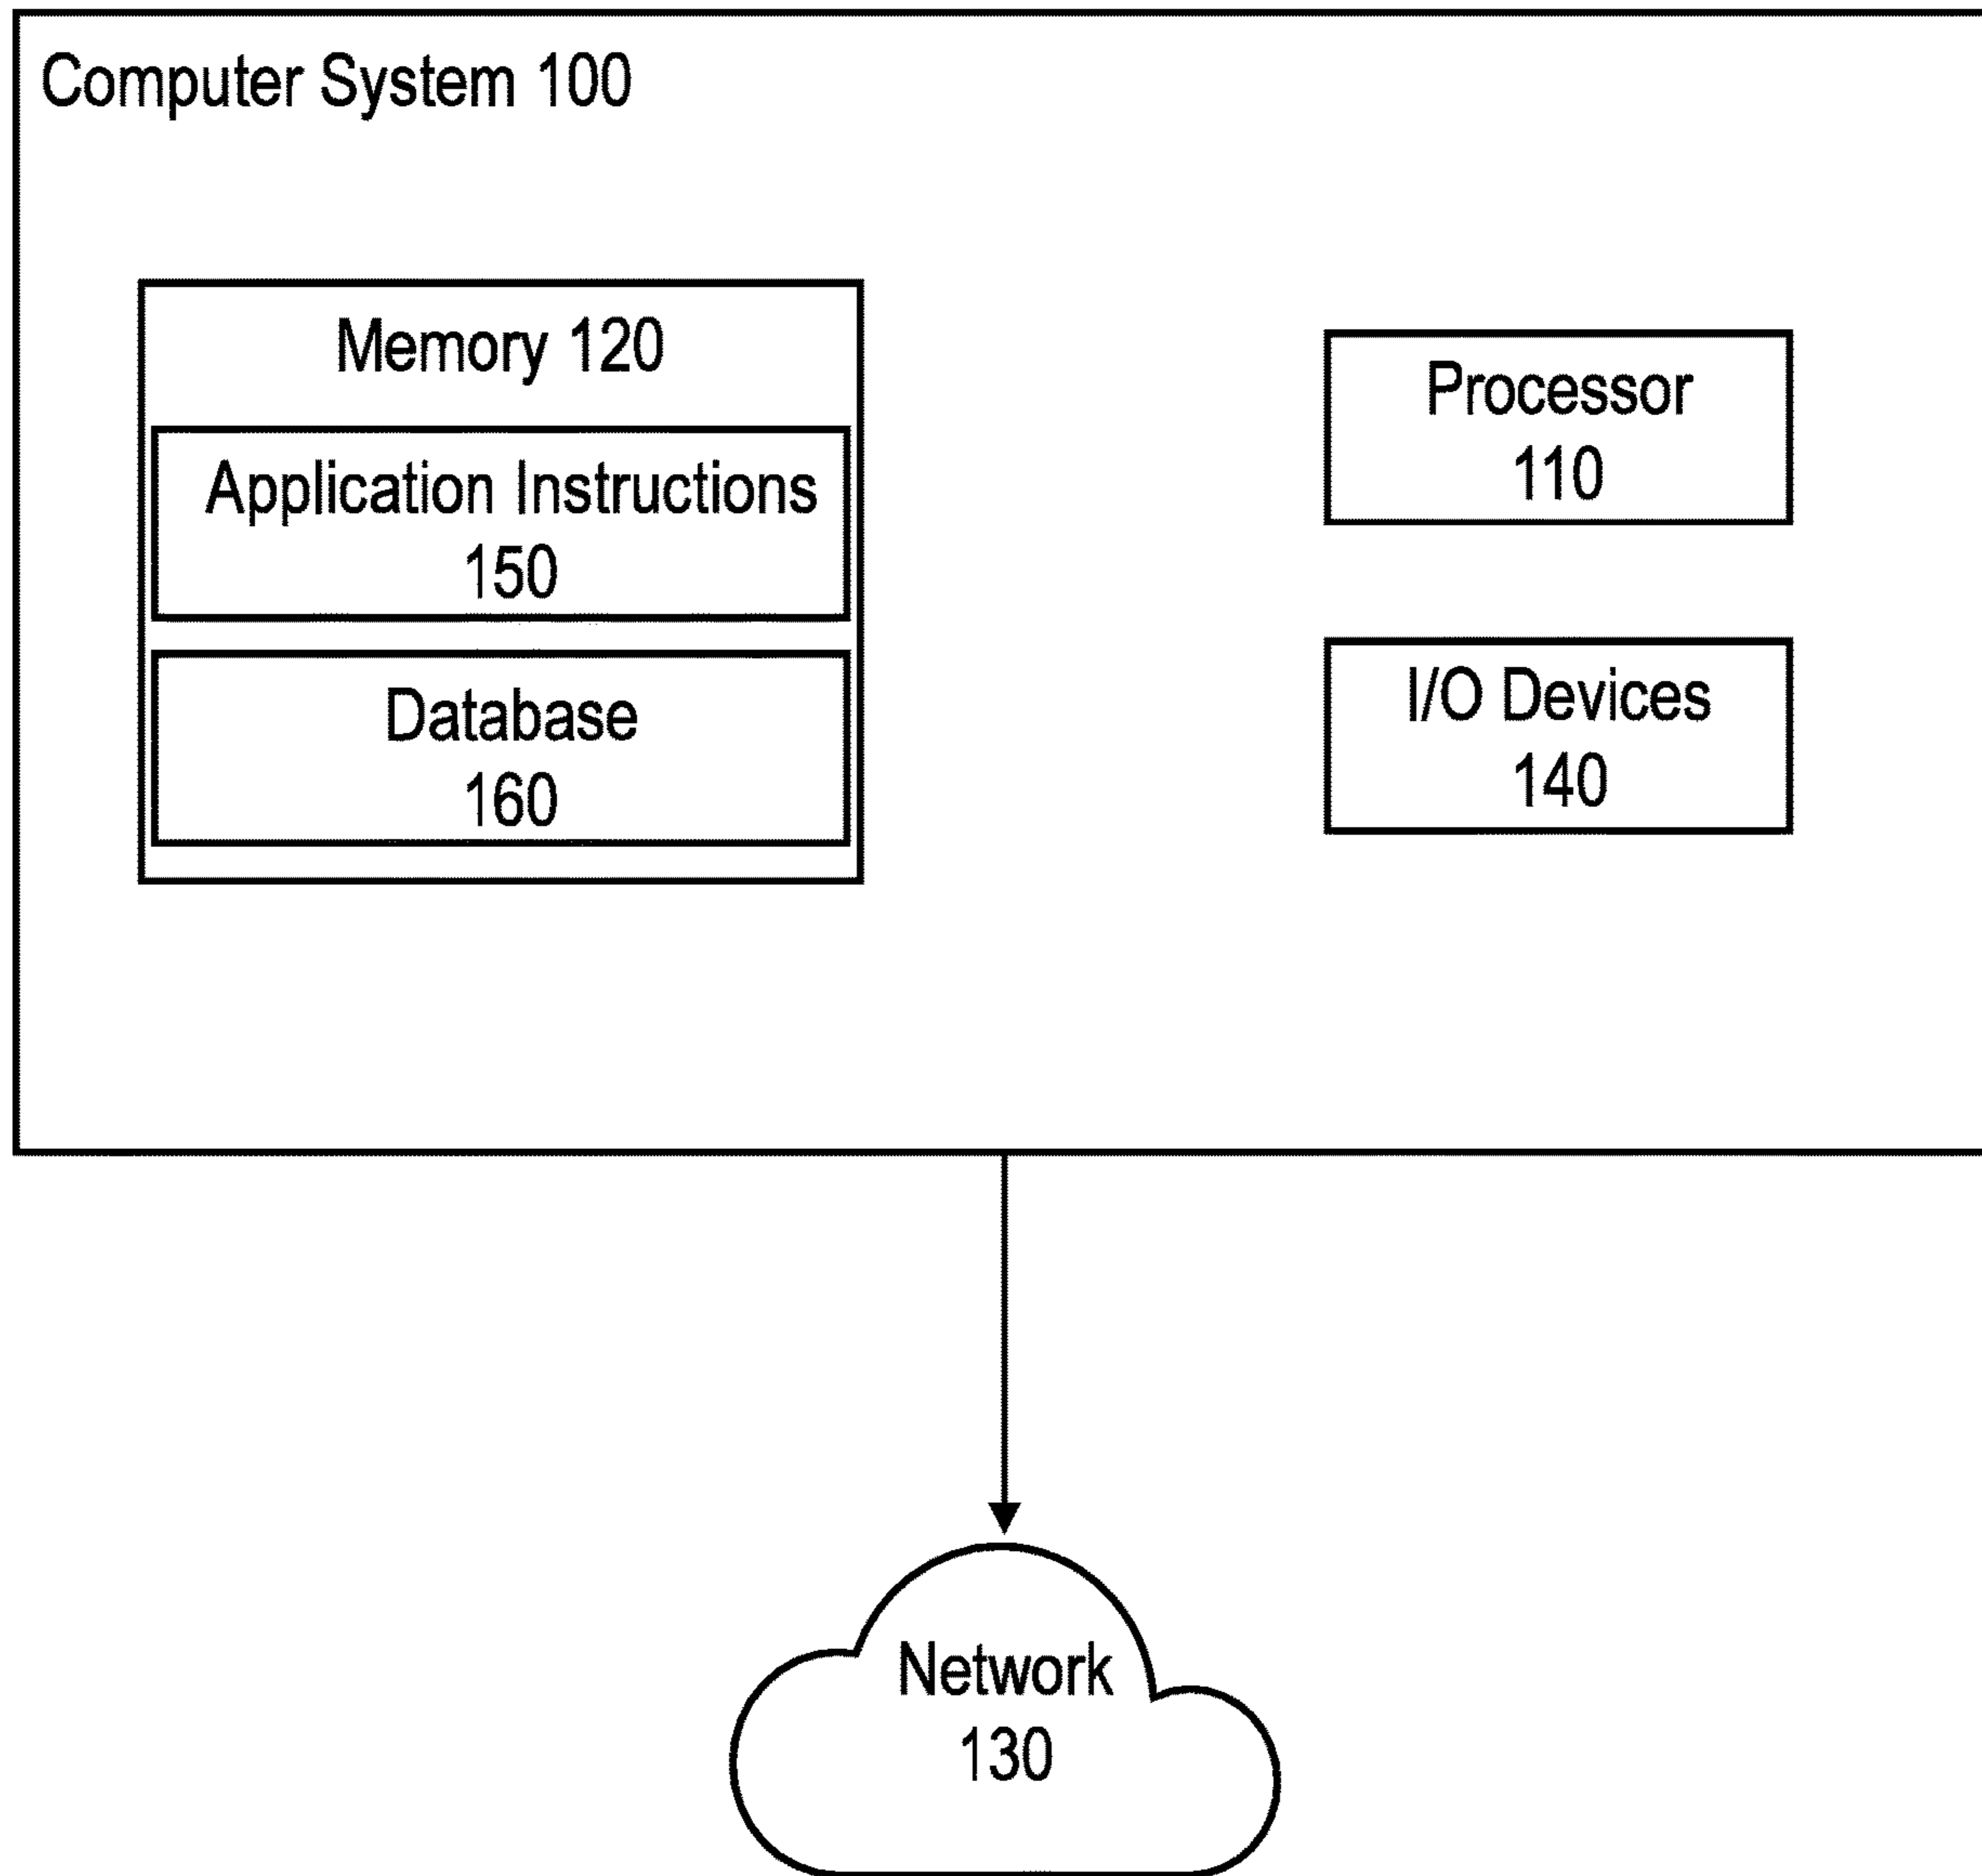 Computer System 100
Memory 120
Application Instructions
150
Database
160
Processor
110
I/O Devices
140
Network
130